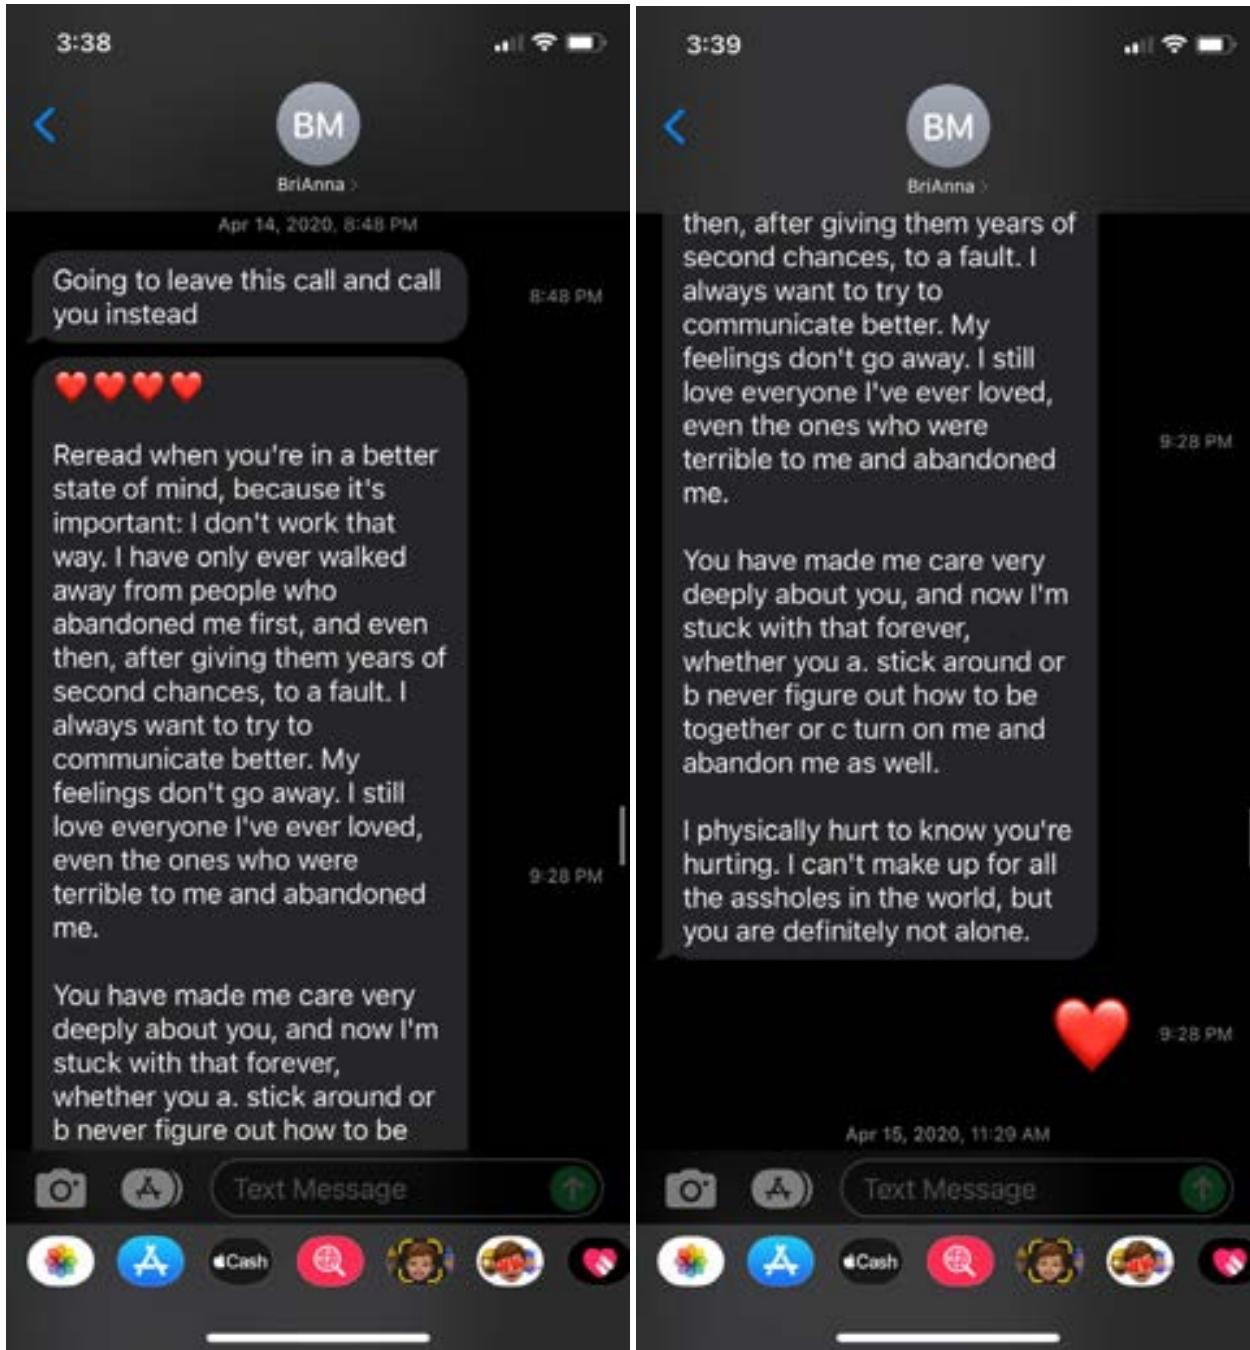 3:38
BM
BriAnna >
Apr 14, 2020, 8:48 PM
Going to leave this call and call
you instead
8:48 PM
❤️❤️❤️❤️
Reread when you're in a better
state of mind, because it's
important: I don't work that
way. I have only ever walked
away from people who
abandoned me first, and even
then, after giving them years of
second chances, to a fault. I
always want to try to
communicate better. My
feelings don't go away. I still
love everyone I've ever loved,
even the ones who were
9:28 PM
terrible to me and abandoned
me.
You have made me care very
deeply about you, and now I'm
stuck with that forever,
whether you a. stick around or
b never figure out how to be
Text Message
Cash
3:39
BM
BriAnna >
then, after giving them years of
second chances, to a fault. I
always want to try to
communicate better. My
feelings don't go away. I still
love everyone I've ever loved,
even the ones who were
9:28 PM
terrible to me and abandoned
me.
You have made me care very
deeply about you, and now I'm
stuck with that forever,
whether you a. stick around or
b never figure out how to be
together or c turn on me and
abandon me as well.
I physically hurt to know you're
hurting. I can't make up for all
the assholes in the world, but
you are definitely not alone.
❤️
9:28 PM
Apr 15, 2020, 11:29 AM
Text Message
Cash